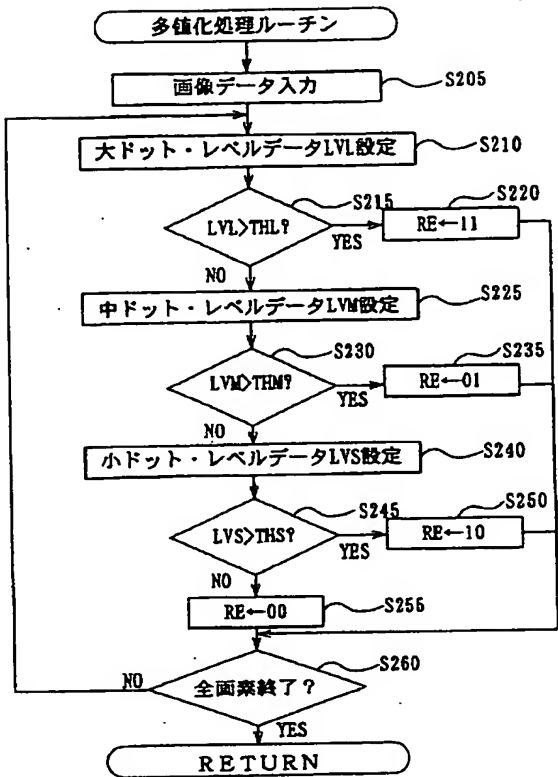 多値化処理ルーチン
画像データ入力
S205
大ドット・レベルデータLVL設定
S210
LVL>THL?
S215
YES
RE←11
S220
NO
中ドット・レベルデータLVM設定
S225
LVM>THM?
S230
YES
RE←01
S235
NO
小ドット・レベルデータLVS設定
S240
LVS>THS?
S245
YES
RE←10
S250
NO
RE←00
S255
全画素終了?
S260
NO
YES
RETURN